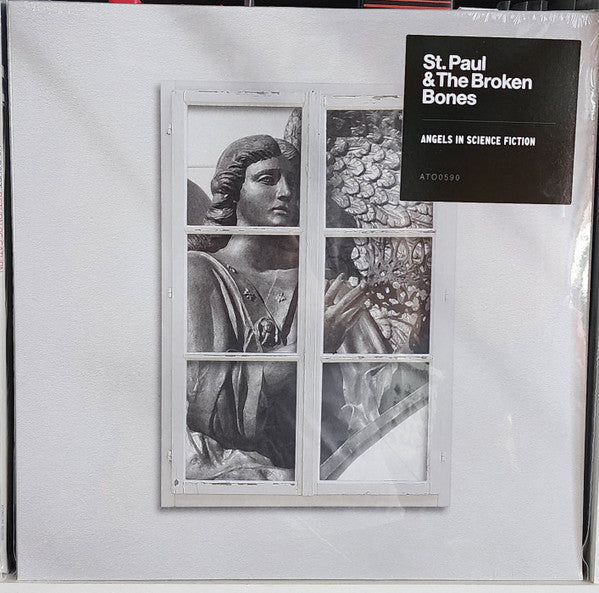 St. Paul
& The Broken
Bones
ANGELS IN SCIENCE FICTION
ATO0590